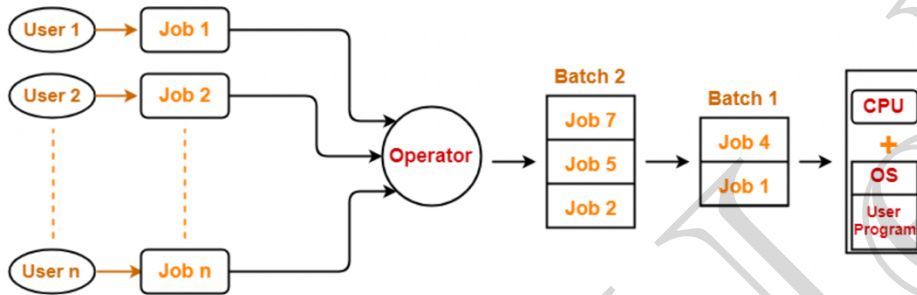 User 1
Job 1
User 2
Job 2
User n
Job n
Operator
Batch 2
Job 7
Job 5
Job 2
Batch 1
Job 4
Job 1
CPU
+
OS
User
Program